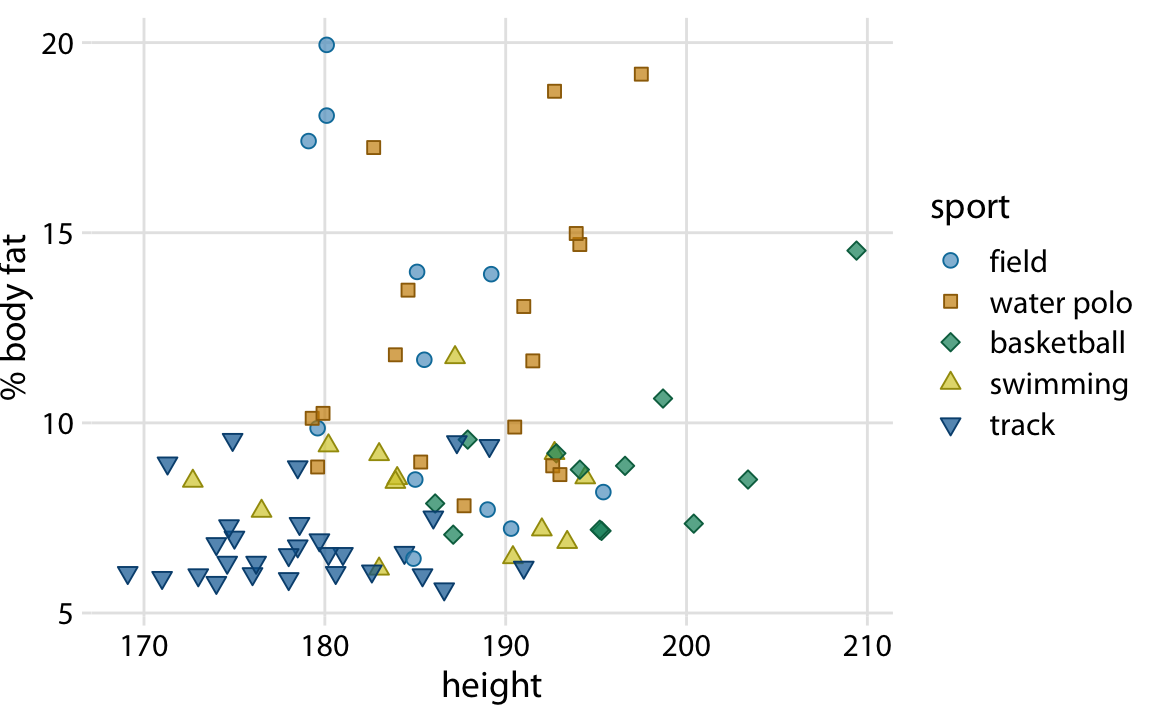 20
15
10
5
% body fat
170 180 190 200 210
height
sport
field
water polo
basketball
swimming
track